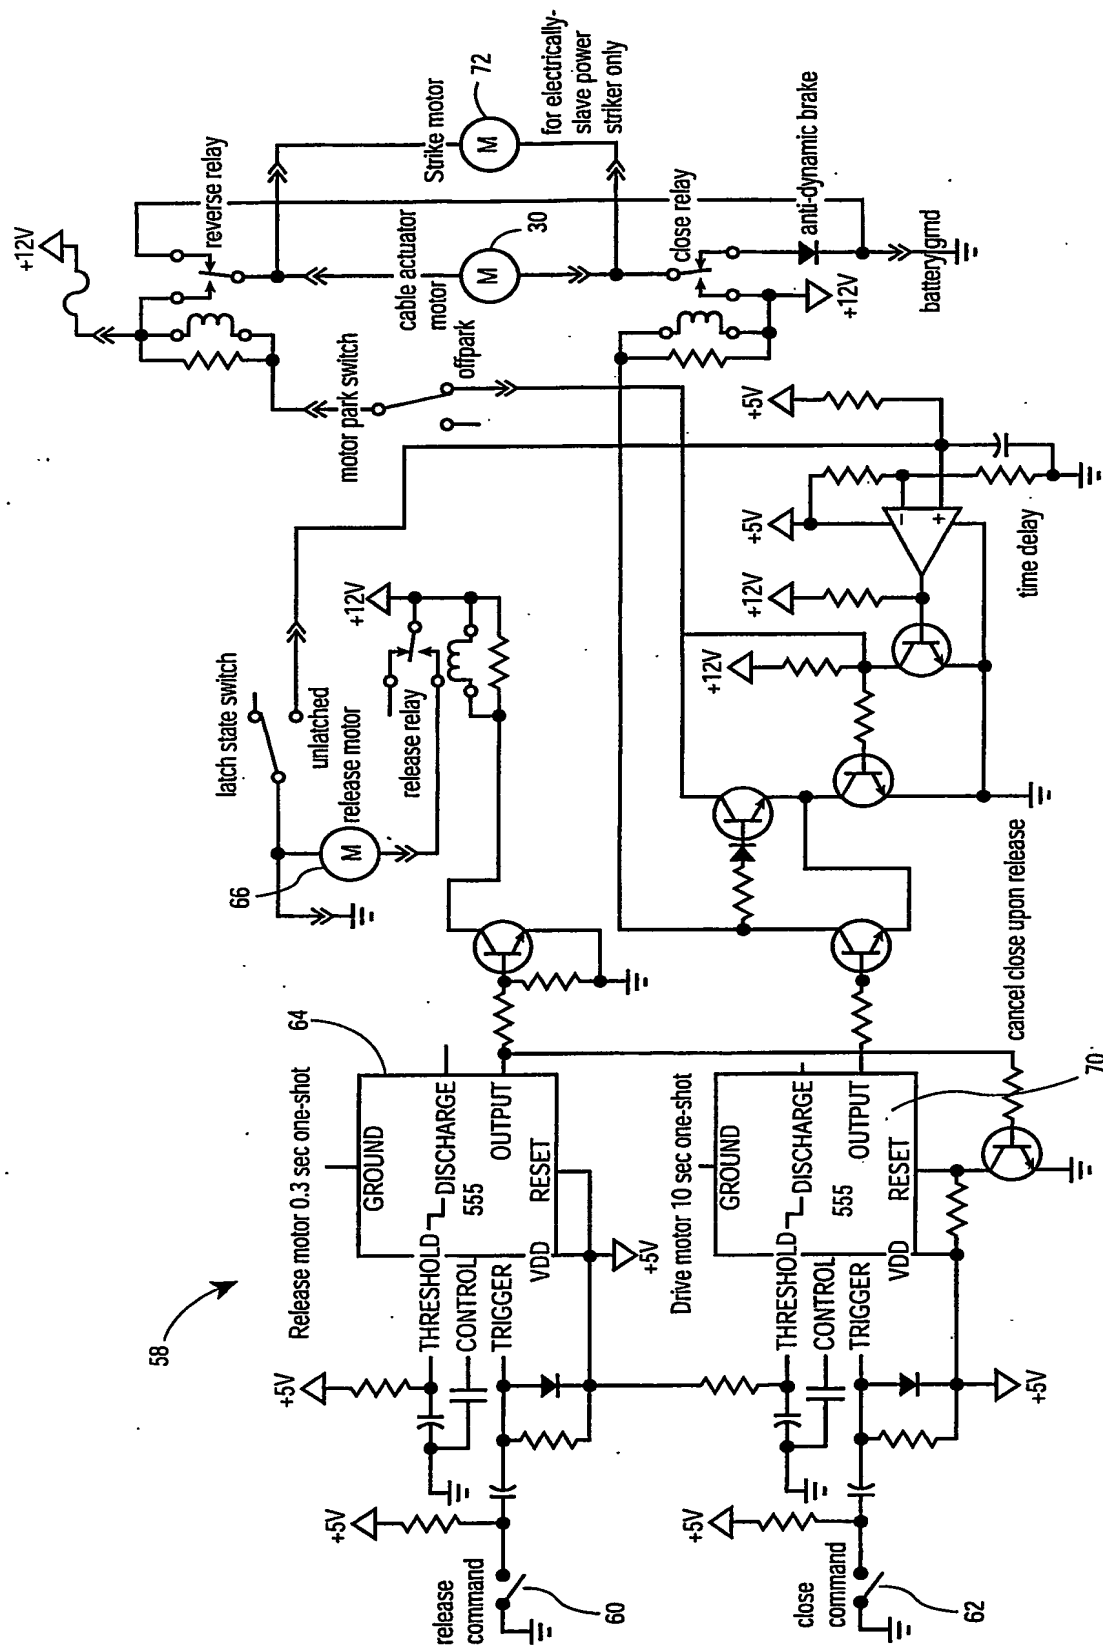 58
+5V
Release motor 0.3 sec one-shot
64
GROUND
THRESHOLD
DISCHARGE
CONTROL
555
TRIGGER
OUTPUT
VDD
RESET
+5V
+5V
release
command
60
66
M
release motor
latch state switch
unlatched
release relay
+12V
motor park switch
offpark
+12V
reverse relay
cable actuator
motor
M
30
Strike motor
M
72
for electrically-
slave power
striker only
close relay
+12V
anti-dynamic brake
battery gmd
Drive motor 10 sec one-shot
GROUND
THRESHOLD
DISCHARGE
CONTROL
555
TRIGGER
OUTPUT
VDD
RESET
70
+5V
+5V
close
command
62
cancel close upon release
+12V
+12V
+5V
+5V
−
+
time delay